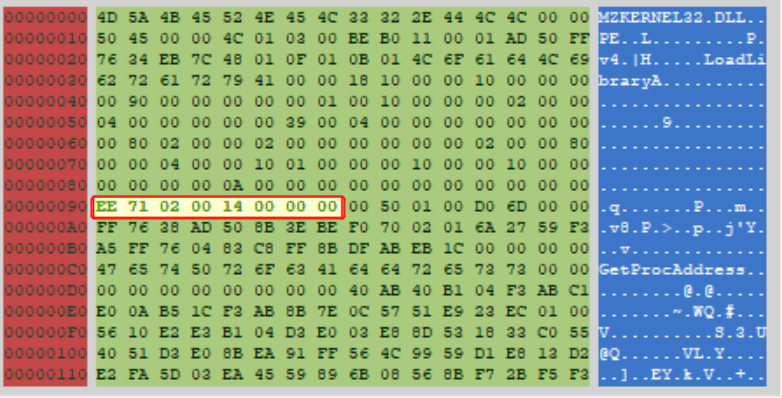 00000000 4D 5A 4B 45 52 4E 45 4C 33 32 2E 44 4C 4C 00 00 MZKERNEL32.DLL..
00000010 50 45 00 00 4C 01 03 00 BE B0 11 00 01 AD 50 FF PE..L.........P.
00000020 76 34 EB 7C 48 01 0F 01 0B 01 4C 6F 61 64 4C 69 v4.|H.....LoadLi
00000030 62 72 61 72 79 41 00 00 18 10 00 00 10 00 00 00 braryA..........
00000040 00 90 00 00 00 00 01 00 10 00 00 00 02 00 00 ................
00000050 04 00 00 00 00 00 39 00 04 00 00 00 00 00 00 00 ......9.........
00000060 00 80 02 00 00 02 00 00 00 00 00 00 02 00 00 80 ................
00000070 00 00 04 00 00 10 01 00 00 00 10 00 00 10 00 00 ................
00000080 00 00 00 00 0A 00 00 00 00 00 00 00 00 00 00 00 ................
00000090 EE 71 02 00 14 00 00 00 00 50 01 00 D0 6D 00 00 .q.......P...m..
000000A0 FF 76 38 AD 50 8B 3E BE F0 70 02 01 6A 27 59 F3 .v8.P.>..p..j'Y.
000000B0 A5 FF 76 04 83 C8 FF 8B DF AB EB 1C 00 00 00 00 ..v.............
000000C0 47 65 74 50 72 6F 63 41 64 64 72 65 73 73 00 00 GetProcAddress..
000000D0 00 00 00 00 00 00 00 00 40 AB 40 B1 04 F3 AB C1 ........@.@.....
000000E0 E0 0A B5 1C F3 AB 8B 7E 0C 57 51 E9 23 EC 01 00 .......~.WQ.#...
000000F0 56 10 E2 E3 B1 04 D3 E0 03 E8 8D 53 18 33 C0 55 V..........S.3.U
00000100 40 51 D3 E0 8B EA 91 FF 56 4C 99 59 D1 E8 13 D2 @Q......VL.Y....
00000110 E2 FA 5D 03 EA 45 59 89 6B 08 56 8B F7 2B F5 F3 ..]..EY.k.V..+..